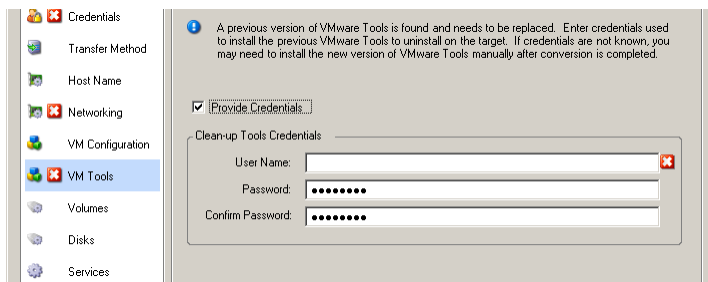 Credentials
Transfer Method
Host Name
Networking
VM Configuration
VM Tools
Volumes
Disks
Services
A previous version of VMware Tools is found and needs to be replaced. Enter credentials used
to install the previous VMware Tools to uninstall on the target. If credentials are not known, you
may need to install the new version of VMware Tools manually after conversion is completed.
Provide Credentials
Clean-up Tools Credentials
User Name:
Password: ●●●●●●●●
Confirm Password: ●●●●●●●●